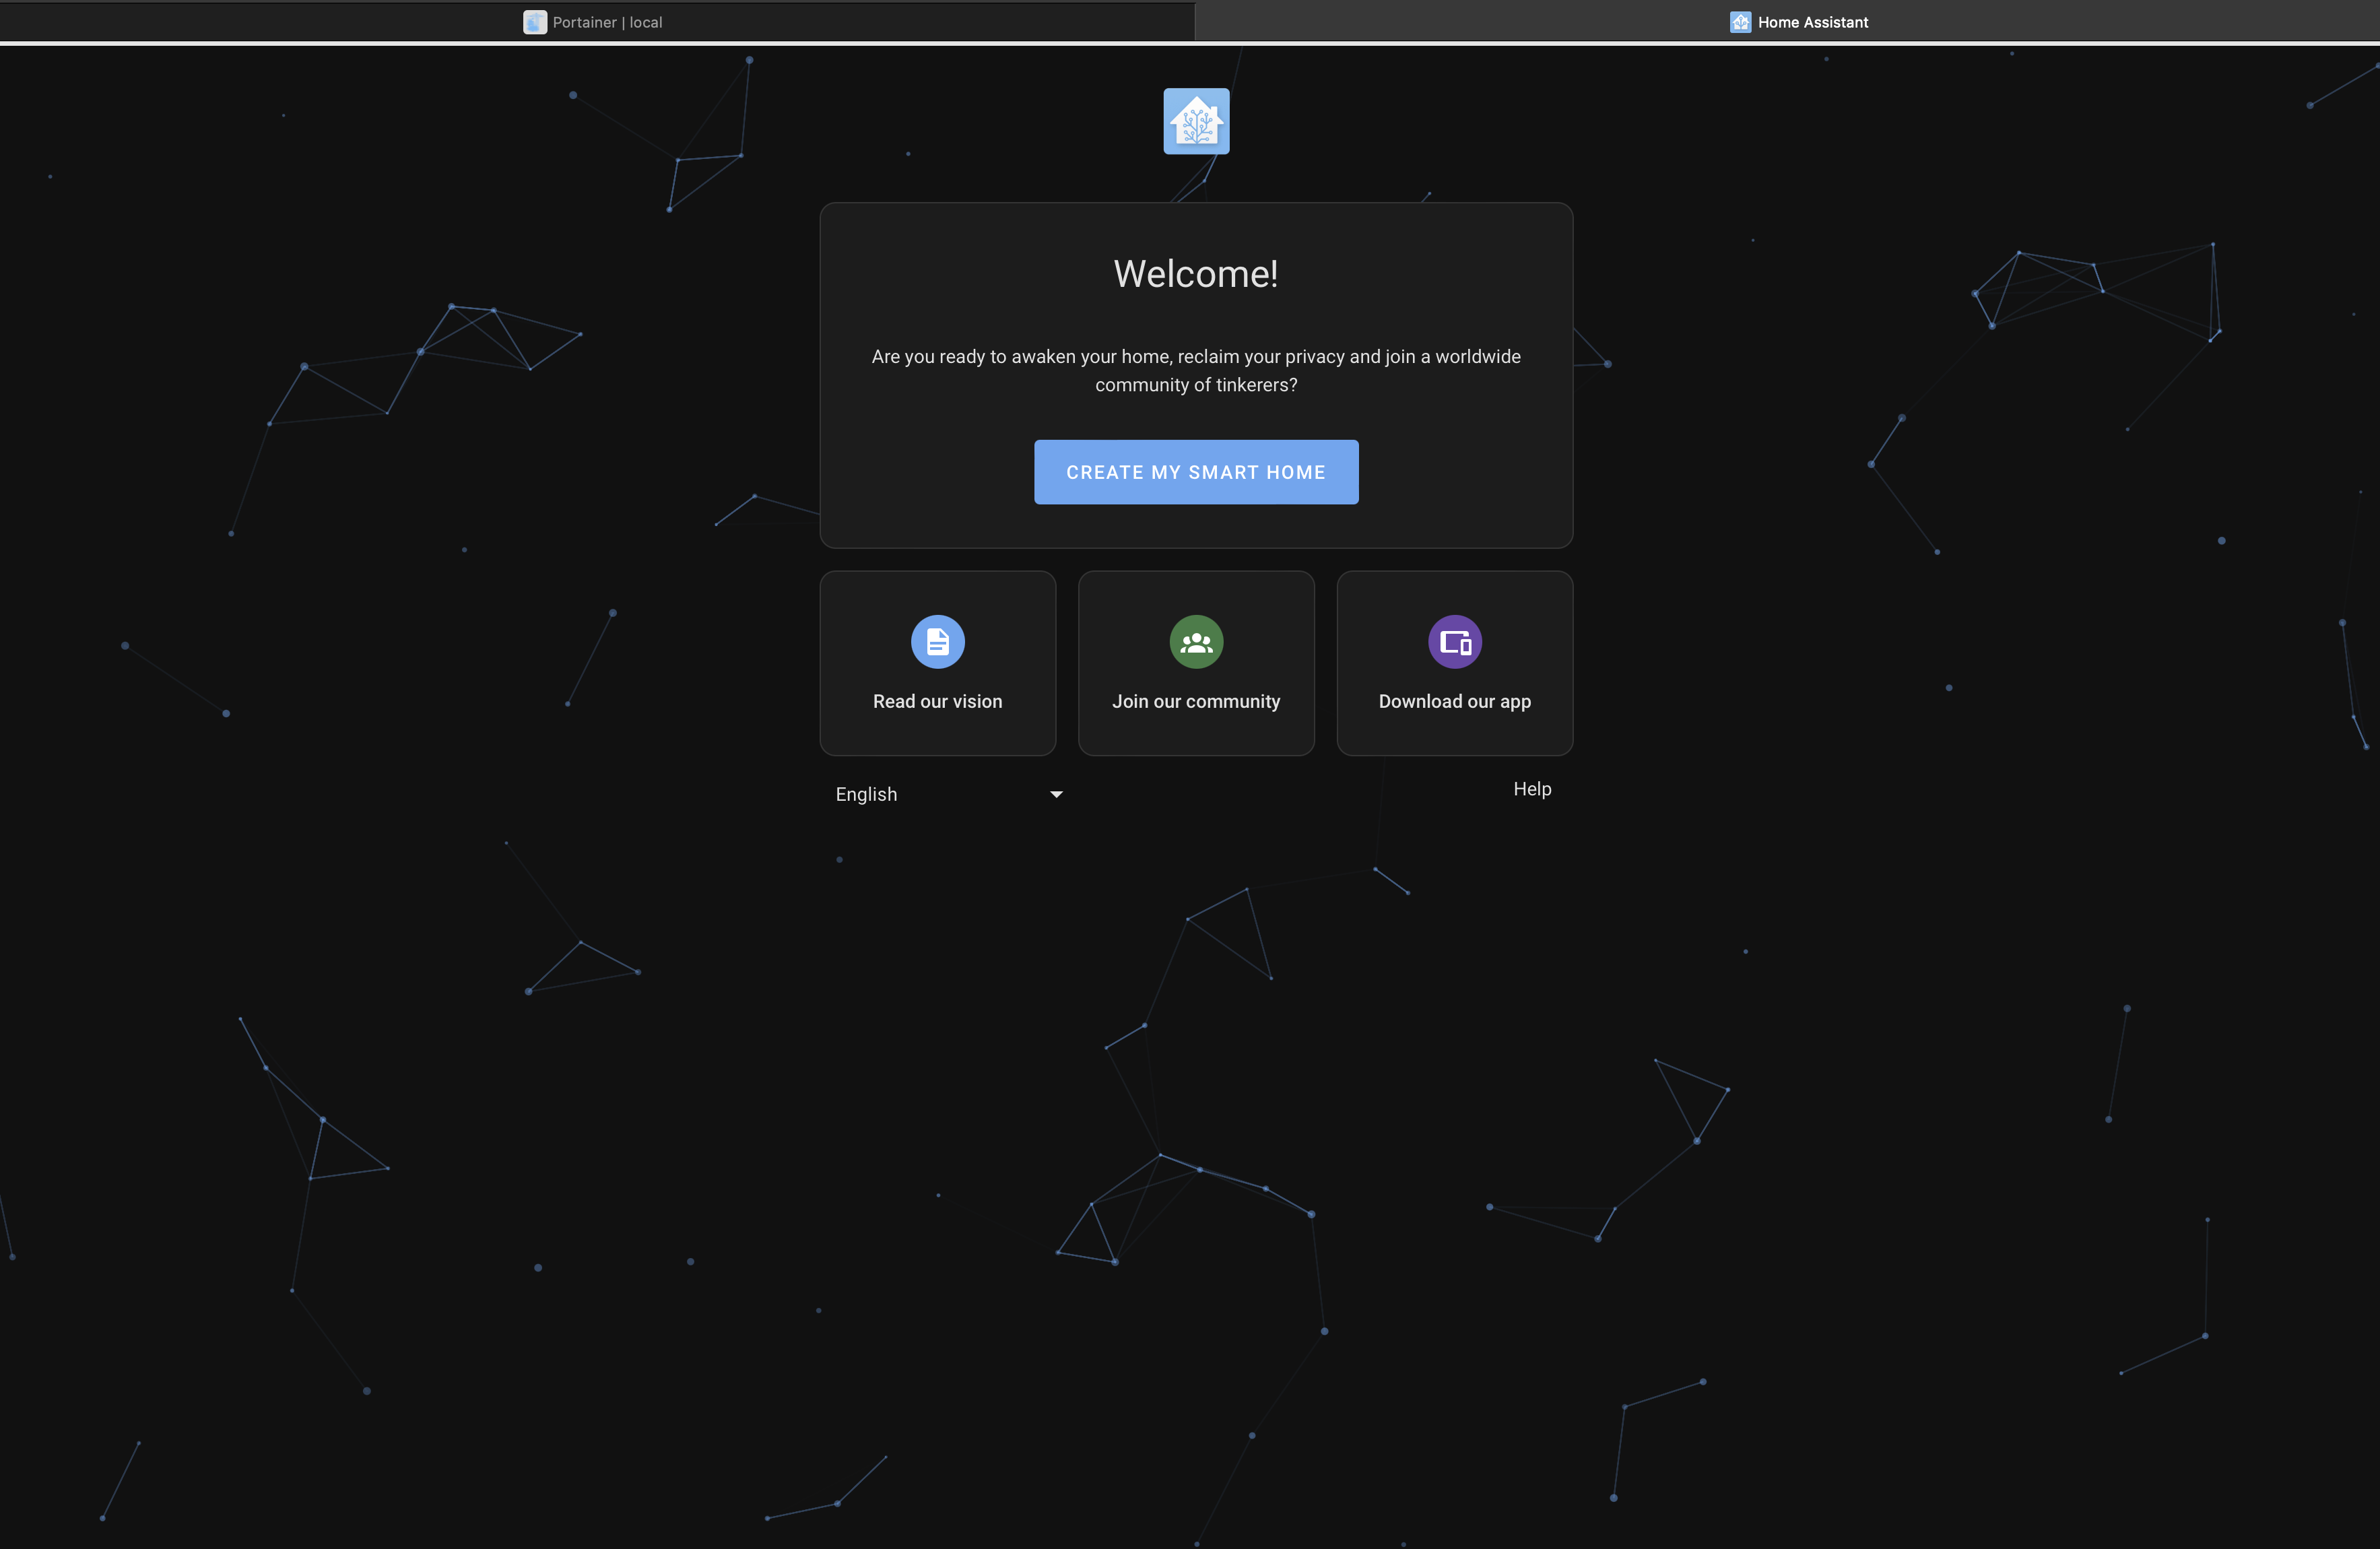 Portainer | local
Home Assistant
Welcome!
Are you ready to awaken your home, reclaim your privacy and join a worldwide
community of tinkerers?
CREATE MY SMART HOME
Read our vision
Join our community
Download our app
English
Help